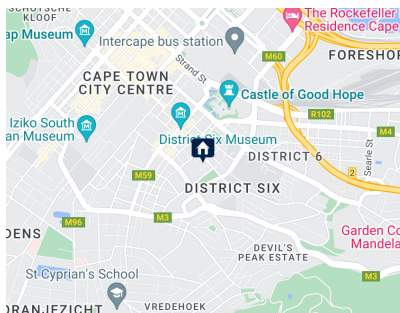 SCHOTSCHE
KLOOF
ap Museum
The Rockefeller
Residence Cape
Intercape bus station
M60
FORESHOR
Strand St
CAPE TOWN
CITY CENTRE
Castle of Good Hope
R102
M4
Iziko South
an Museum
District Six Museum
Searle St
DISTRICT 6
M59
2
DISTRICT SIX
M3
M96
Garden Co
Mandela
DENS
DEVIL'S
PEAK ESTATE
St Cyprian's School
M3
ORANJEZICHT
VREDEHOEK